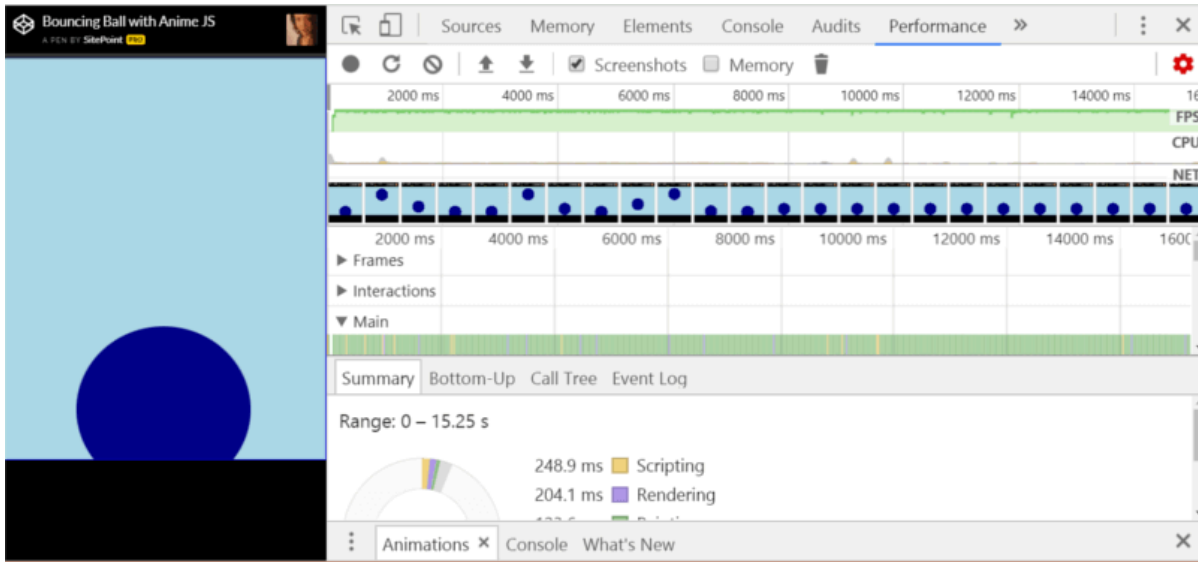 Bouncing Ball with Anime JS
A PEN BY SitePoint PRO
Sources Memory Elements Console Audits Performance »
Screenshots Memory
2000 ms 4000 ms 6000 ms 8000 ms 10000 ms 12000 ms 14000 ms 16
FPS
CPU
NET
2000 ms 4000 ms 6000 ms 8000 ms 10000 ms 12000 ms 14000 ms 1600
Frames
Interactions
Main
Summary Bottom-Up Call Tree Event Log
Range: 0 – 15.25 s
248.9 ms Scripting
204.1 ms Rendering
Animations × Console What's New